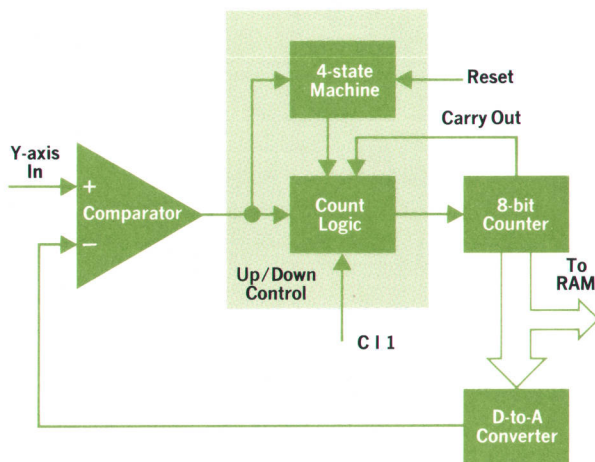 4-state
Machine
Reset
Carry Out
Y-axis
In
+
Comparator
−
Count
Logic
8-bit
Counter
Up/Down
Control
To
RAM
C I 1
D-to-A
Converter